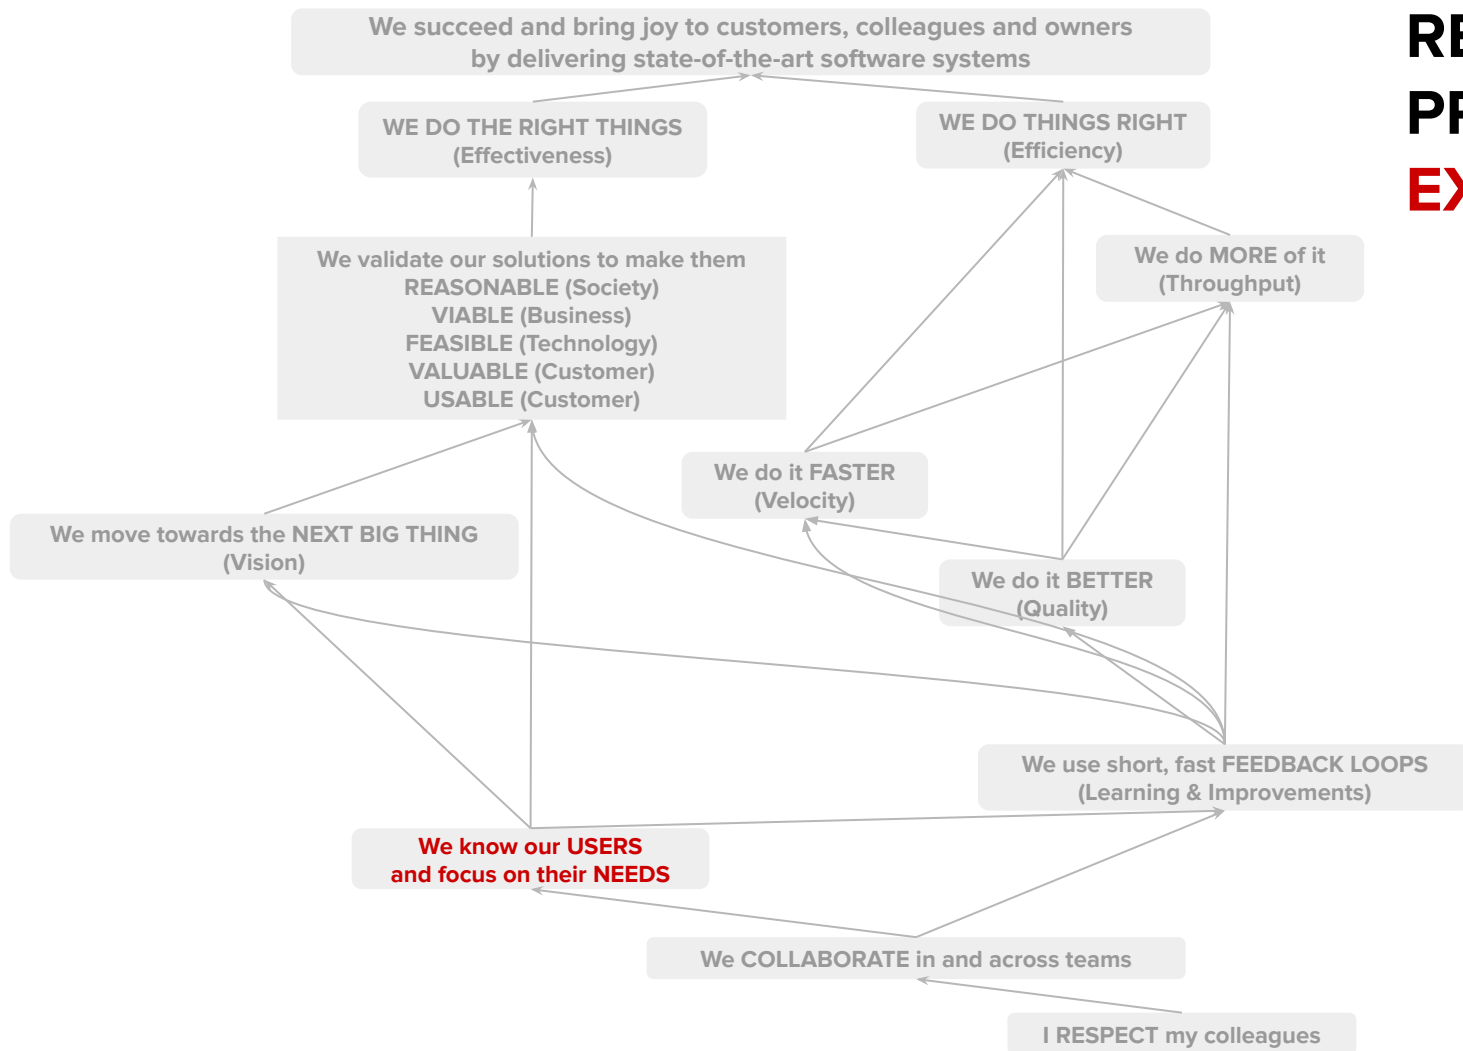 We succeed and bring joy to customers, colleagues and owners
by delivering state-of-the-art software systems
WE DO THE RIGHT THINGS
(Effectiveness)
WE DO THINGS RIGHT
(Efficiency)
We validate our solutions to make them
REASONABLE (Society)
VIABLE (Business)
FEASIBLE (Technology)
VALUABLE (Customer)
USABLE (Customer)
We do MORE of it
(Throughput)
We do it FASTER
(Velocity)
We move towards the NEXT BIG THING
(Vision)
We do it BETTER
(Quality)
We use short, fast FEEDBACK LOOPS
(Learning & Improvements)
We know our USERS
and focus on their NEEDS
We COLLABORATE in and across teams
I RESPECT my colleagues